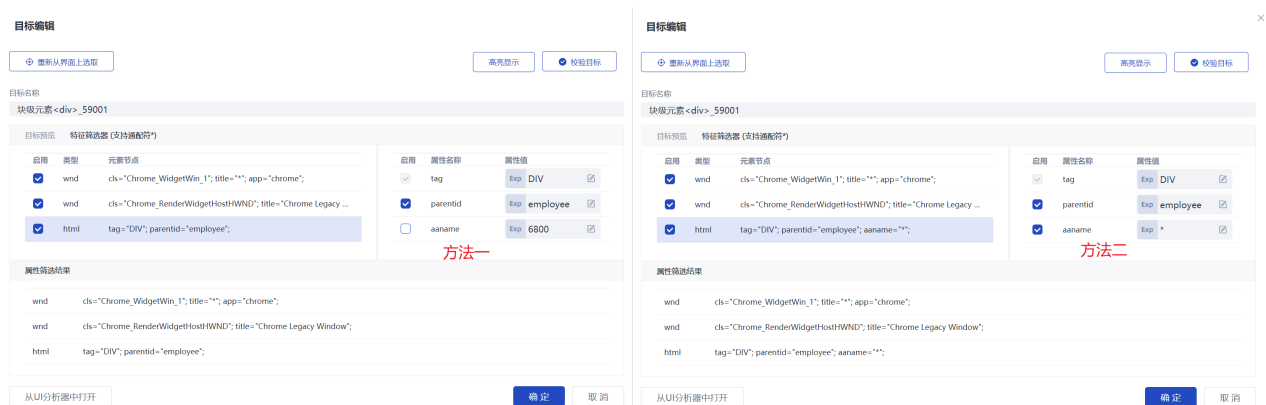 目标编辑
重新从界面上选取
高亮显示
校验目标
目标名称
块级元素<div>_59001
目标预览 特征筛选器 (支持通配符*)
启用 类型 元素节点
wnd cls="Chrome_WidgetWin_1"; title="*"; app="chrome";
wnd cls="Chrome_RenderWidgetHostHWND"; title="Chrome Legacy ...
html tag="DIV"; parentid="employee";
启用 属性名称 属性值
tag Exp DIV
parentid Exp employee
aaname Exp 6800
方法一
属性筛选结果
wnd cls="Chrome_WidgetWin_1"; title="*"; app="chrome";
wnd cls="Chrome_RenderWidgetHostHWND"; title="Chrome Legacy Window";
html tag="DIV"; parentid="employee";
从UI分析器中打开
确定
取消
目标编辑
重新从界面上选取
高亮显示
校验目标
目标名称
块级元素<div>_59001
目标预览 特征筛选器 (支持通配符*)
启用 类型 元素节点
wnd cls="Chrome_WidgetWin_1"; title="*"; app="chrome";
wnd cls="Chrome_RenderWidgetHostHWND"; title="Chrome Legacy ...
html tag="DIV"; parentid="employee"; aaname="*";
启用 属性名称 属性值
tag Exp DIV
parentid Exp employee
aaname Exp *
方法二
属性筛选结果
wnd cls="Chrome_WidgetWin_1"; title="*"; app="chrome";
wnd cls="Chrome_RenderWidgetHostHWND"; title="Chrome Legacy Window";
html tag="DIV"; parentid="employee"; aaname="*";
从UI分析器中打开
确定
取消